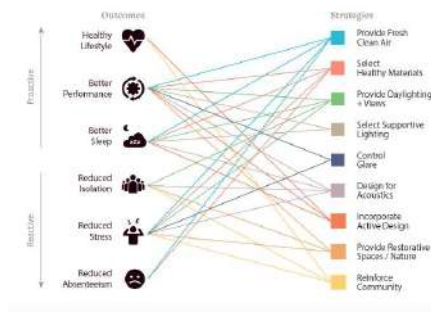 Outcomes
Strategies
Proactive
Reactive
Healthy
Lifestyle
Better
Performance
Better
Sleep
Reduced
Isolation
Reduced
Stress
Reduced
Absenteeism
Provide Fresh
Clean Air
Select
Healthy Materials
Provide Daylighting
+ Views
Select Supportive
Lighting
Control
Glare
Design for
Acoustics
Incorporate
Active Design
Provide Restorative
Spaces / Nature
Reinforce
Community